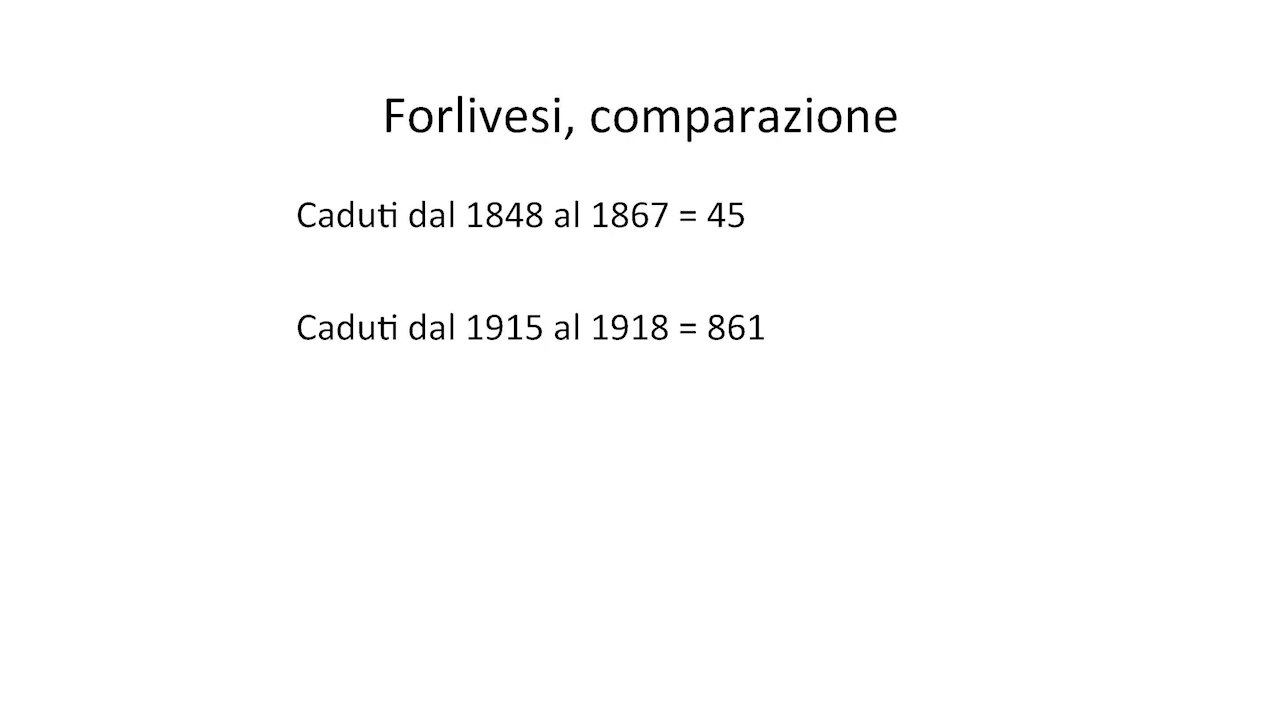 Forlivesi, comparazione
Caduti dal 1848 al 1867 = 45
Caduti dal 1915 al 1918 = 861